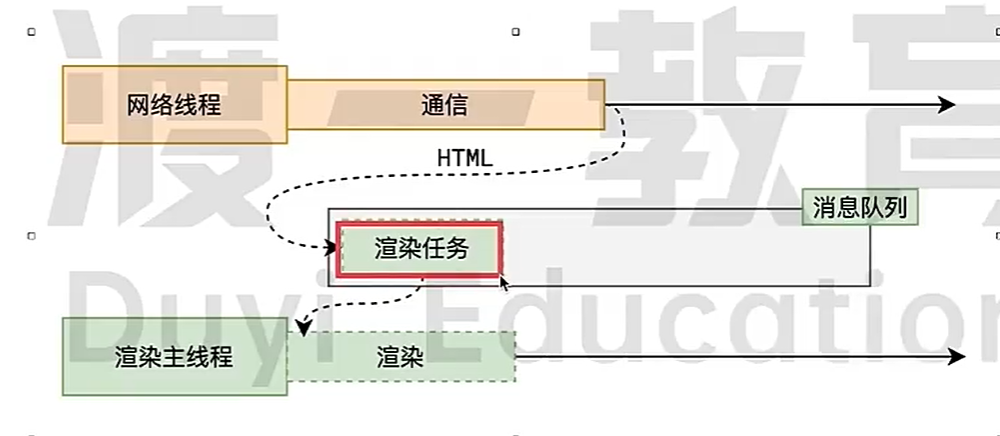 渡一教育
网络线程
通信
HTML
消息队列
渲染任务
Duyi Education
渲染主线程
渲染